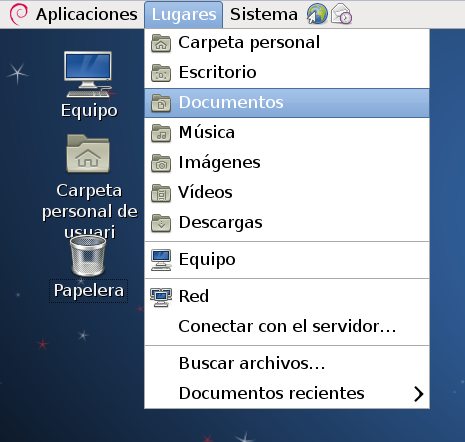 Aplicaciones Lugares Sistema
Carpeta personal
Escritorio
Documentos
Música
Imágenes
Vídeos
Descargas
Equipo
Red
Conectar con el servidor...
Buscar archivos...
Documentos recientes
Equipo
Carpeta
personal de
usuari
Papelera